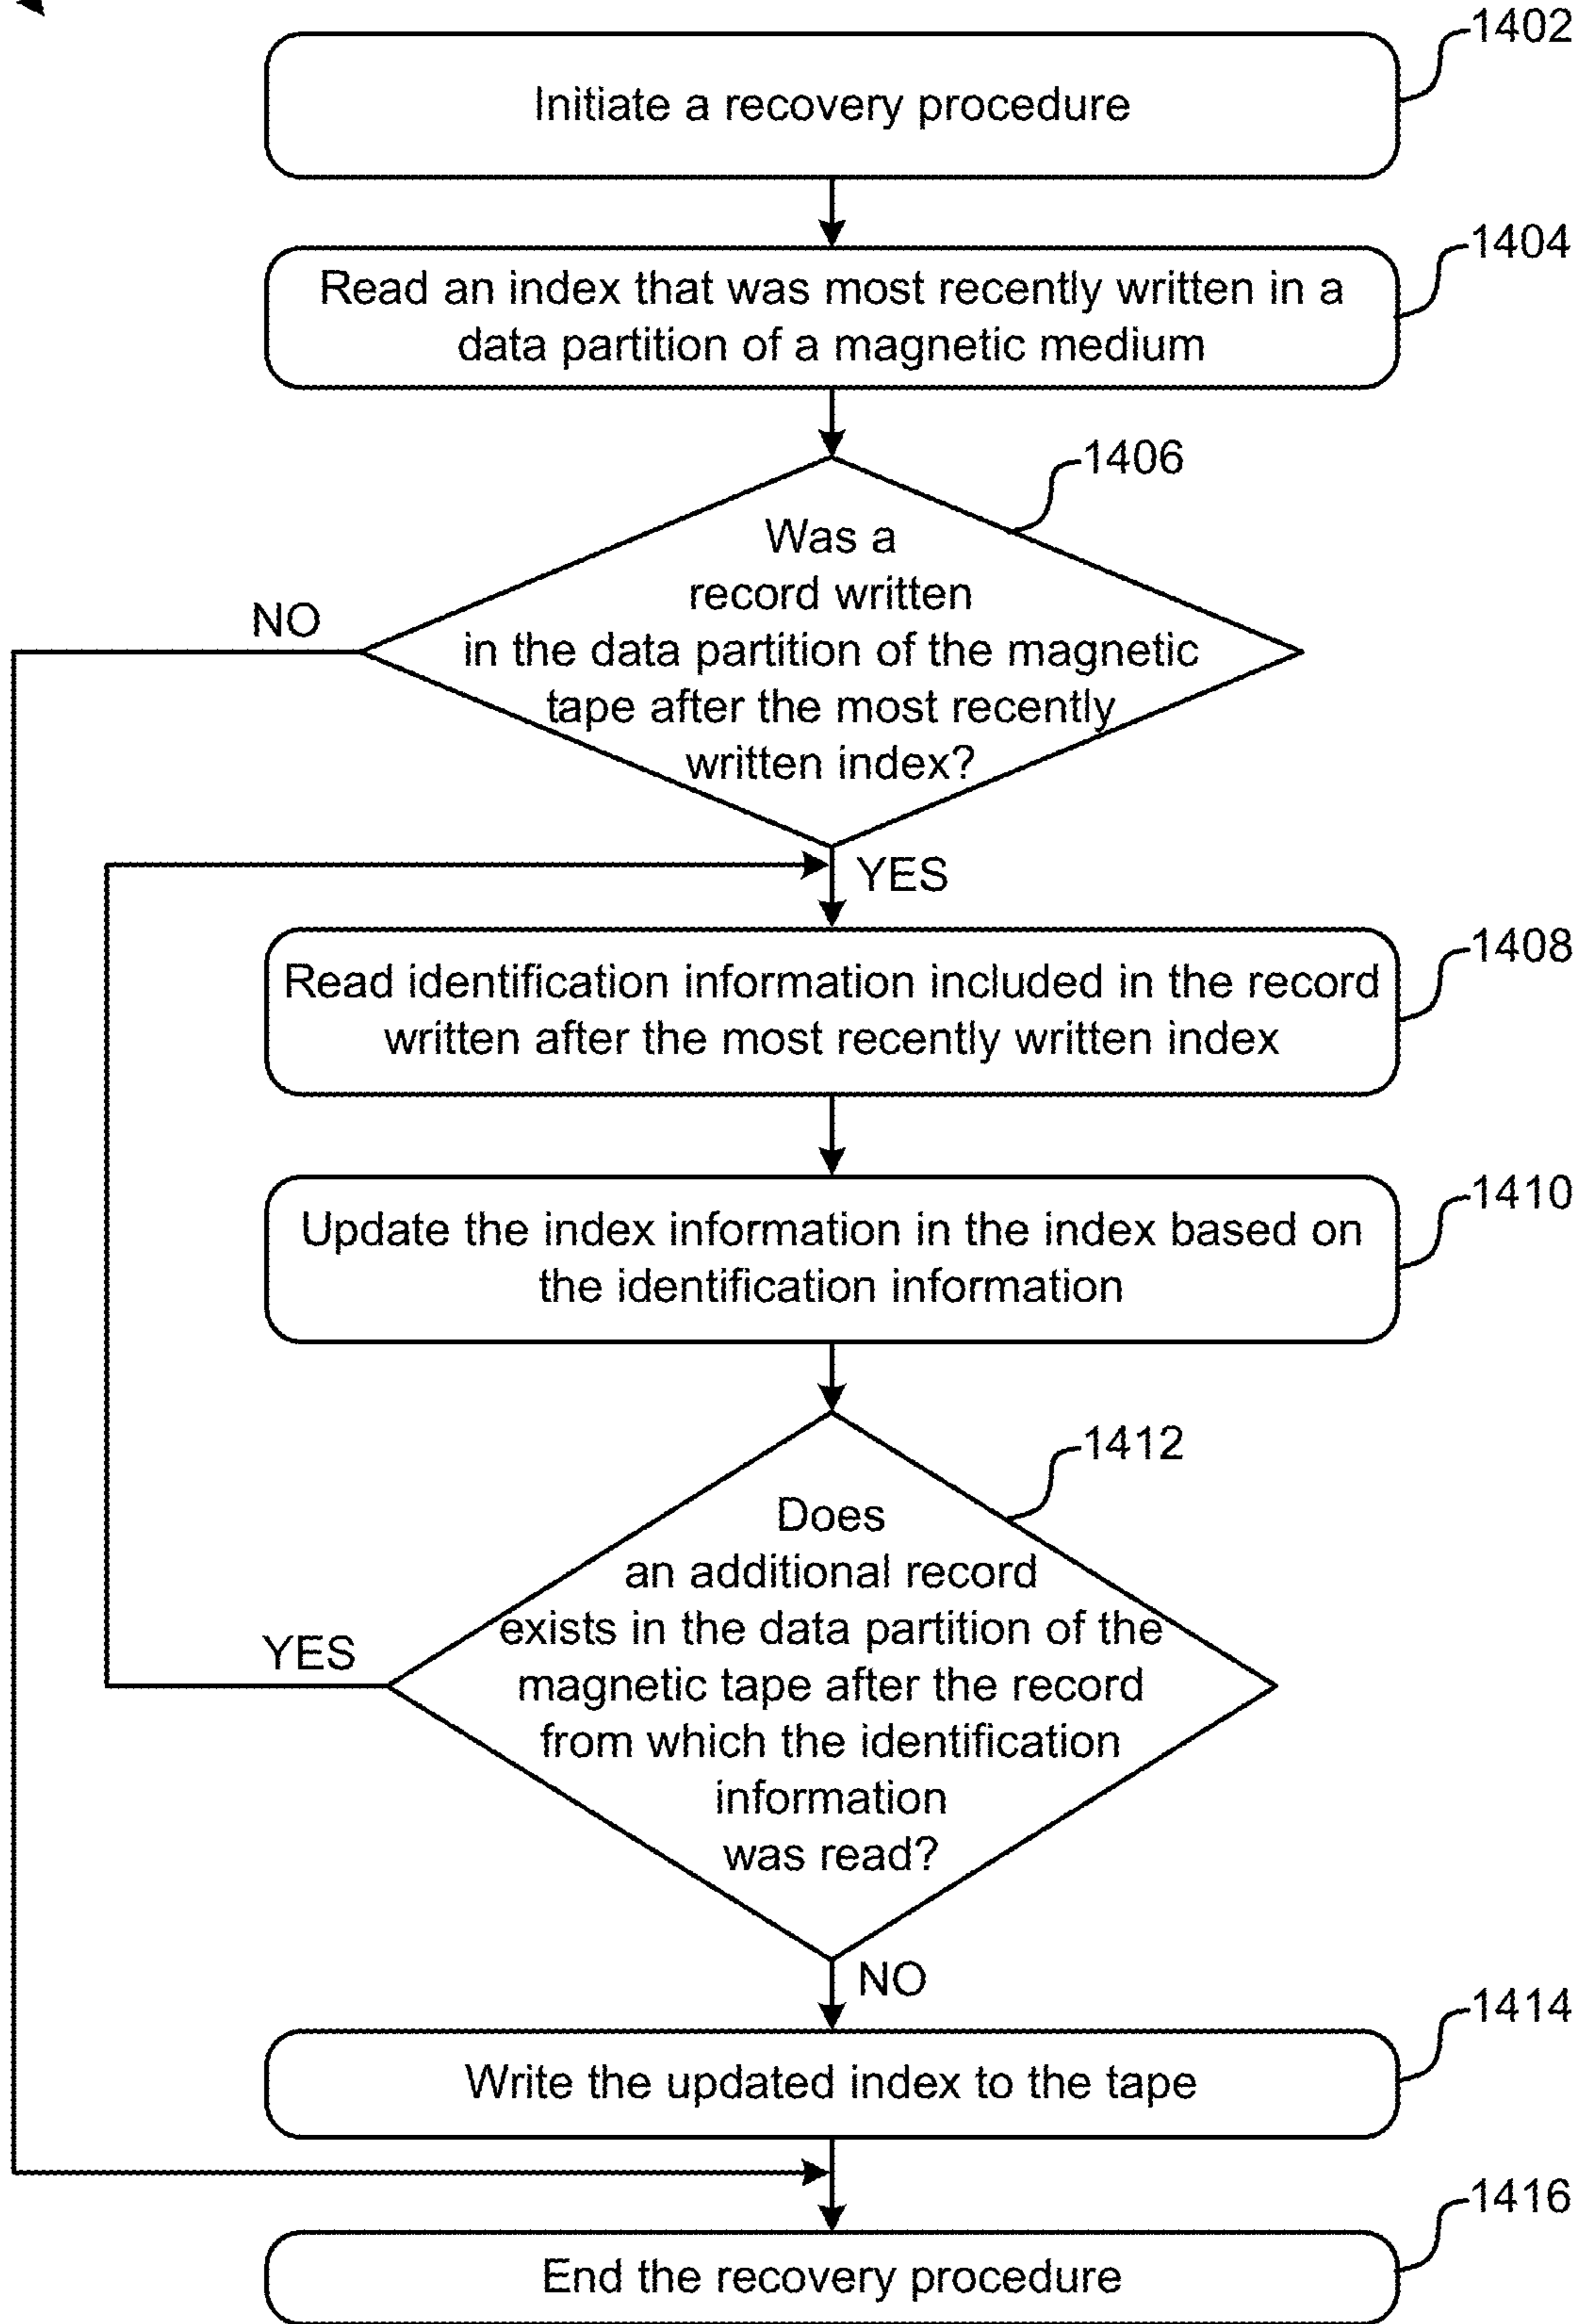 1402
Initiate a recovery procedure
1404
Read an index that was most recently written in a
data partition of a magnetic medium
1406
Was a
record written
in the data partition of the magnetic
tape after the most recently
written index?
NO
YES
1408
Read identification information included in the record
written after the most recently written index
1410
Update the index information in the index based on
the identification information
1412
Does
an additional record
exists in the data partition of the
magnetic tape after the record
from which the identification
information
was read?
YES
NO
1414
Write the updated index to the tape
1416
End the recovery procedure